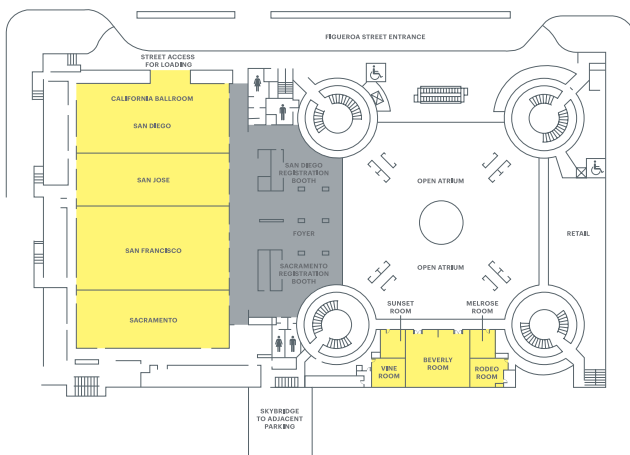 FIGUEROA STREET ENTRANCE
STREET ACCESS
FOR LOADING
CALIFORNIA BALLROOM
SAN DIEGO
SAN DIEGO
REGISTRATION
BOOTH
SAN JOSE
OPEN ATRIUM
FOYER
RETAIL
SAN FRANCISCO
SACRAMENTO
REGISTRATION
BOOTH
OPEN ATRIUM
SUNSET
ROOM
MELROSE
ROOM
SACRAMENTO
BEVERLY
ROOM
VINE
ROOM
RODEO
ROOM
SKYBRIDGE
TO ADJACENT
PARKING